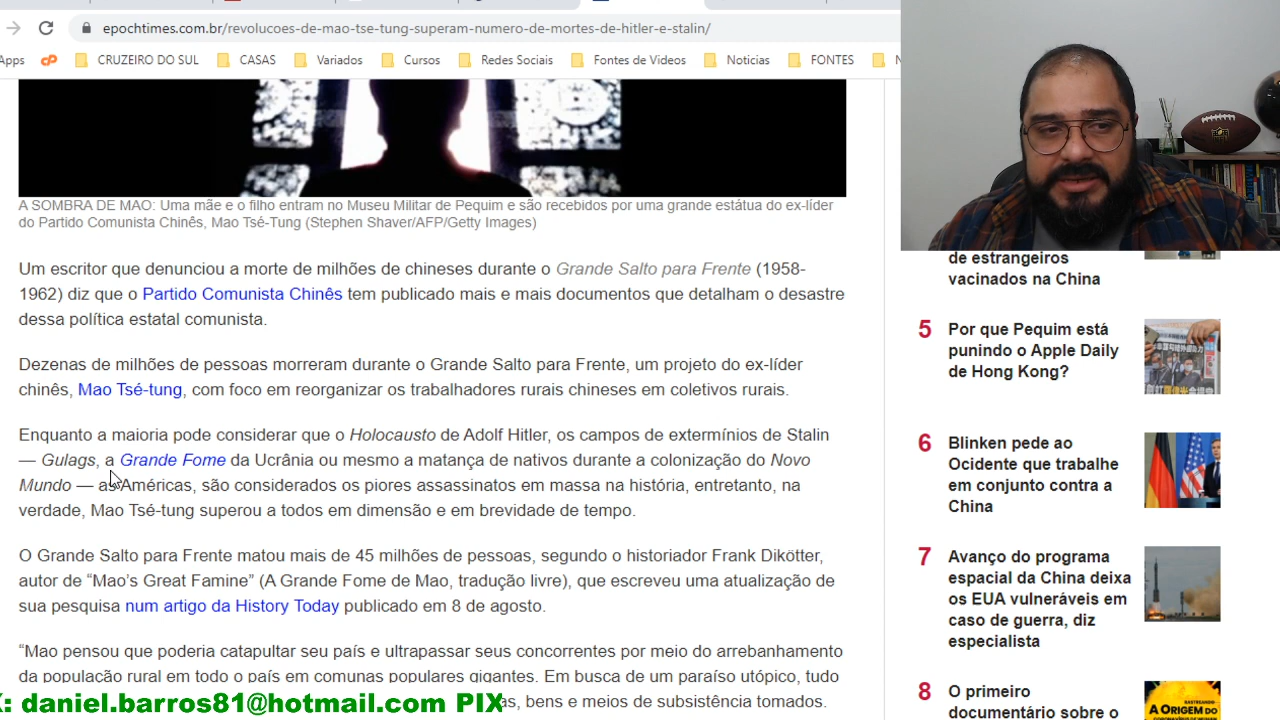 epochtimes.com.br/revolucoes-de-mao-tse-tung-superam-numero-de-mortes-de-hitler-e-stalin/
Apps CRUZEIRO DO SUL CASAS Variados Cursos Redes Sociais Fontes de Videos Noticias FONTES
A SOMBRA DE MAO: Uma mãe e o filho entram no Museu Militar de Pequim e são recebidos por uma grande estátua do ex-líder
do Partido Comunista Chinês, Mao Tsé-Tung (Stephen Shaver/AFP/Getty Images)
Um escritor que denunciou a morte de milhões de chineses durante o Grande Salto para Frente (1958-
1962) diz que o Partido Comunista Chinês tem publicado mais e mais documentos que detalham o desastre
dessa política estatal comunista.
Dezenas de milhões de pessoas morreram durante o Grande Salto para Frente, um projeto do ex-líder
chinês, Mao Tsé-tung, com foco em reorganizar os trabalhadores rurais chineses em coletivos rurais.
Enquanto a maioria pode considerar que o Holocausto de Adolf Hitler, os campos de extermínios de Stalin
— Gulags, a Grande Fome da Ucrânia ou mesmo a matança de nativos durante a colonização do Novo
Mundo — as Américas, são considerados os piores assassinatos em massa na história, entretanto, na
verdade, Mao Tsé-tung superou a todos em dimensão e em brevidade de tempo.
O Grande Salto para Frente matou mais de 45 milhões de pessoas, segundo o historiador Frank Dikötter,
autor de “Mao’s Great Famine” (A Grande Fome de Mao, tradução livre), que escreveu uma atualização de
sua pesquisa num artigo da History Today publicado em 8 de agosto.
“Mao pensou que poderia catapultar seu país e ultrapassar seus concorrentes por meio do arrebanhamento
da população rural em todo o país em comunas populares gigantes. Em busca de um paraíso utópico, tudo
bens e meios de subsistência tomados.
X: daniel.barros81@hotmail.com PIX
de estrangeiros
vacinados na China
5 Por que Pequim está
punindo o Apple Daily
de Hong Kong?
6 Blinken pede ao
Ocidente que trabalhe
em conjunto contra a
China
7 Avanço do programa
espacial da China deixa
os EUA vulneráveis em
caso de guerra, diz
especialista
8 O primeiro
documentário sobre o
A ORIGEM DO